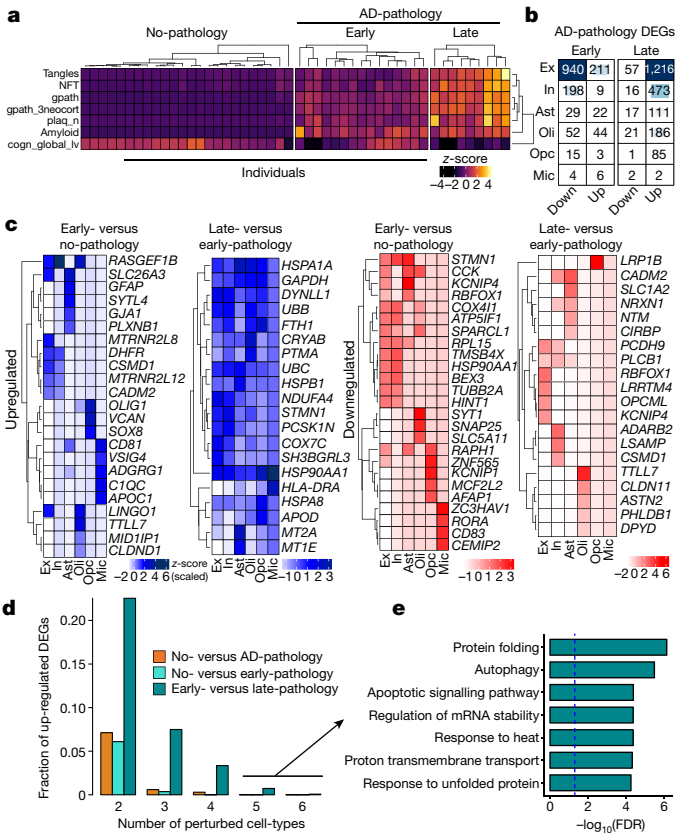 a
AD-pathology
No-pathology
Early
Late
Tangles
NFT
gpath
gpath_3neocort
plaq_n
Amyloid
cogn_global_lv
Individuals
z-score
−4 −2 0 2 4
b
AD-pathology DEGs
Early Late
Ex 940 211 57 1,216
In 198 9 16 473
Ast 29 22 17 111
Oli 52 44 21 186
Opc 15 3 1 85
Mic 4 6 2 2
Down Up Down Up
c
Early- versus
no-pathology
Upregulated
RASGEF1B
SLC26A3
GFAP
SYTL4
GJA1
PLXNB1
MTRNR2L8
DHFR
CSMD1
MTRNR2L12
CADM2
OLIG1
VCAN
SOX8
CD81
VSIG4
ADGRG1
C1QC
APOC1
LINGO1
TTLL7
MID1IP1
CLDND1
Ex In Ast Oli Opc Mic
−2 0 2 4 6 z-score
(scaled)
Late- versus
early-pathology
HSPA1A
GAPDH
DYNLL1
UBB
FTH1
CRYAB
PTMA
UBC
HSPB1
NDUFA4
STMN1
PCSK1N
COX7C
SH3BGRL3
HSP90AA1
HLA-DRA
HSPA8
APOD
MT2A
MT1E
Ex In Ast Oli Opc Mic
−1 0 1 2 3
Early- versus
no-pathology
Downregulated
STMN1
CCK
KCNIP4
RBFOX1
COX4I1
ATP5IF1
SPARCL1
RPL15
TMSB4X
HSP90AA1
BEX3
TUBB2A
HINT1
SYT1
SNAP25
SLC5A11
RAPH1
ZNF565
KCNIP1
MCF2L2
AFAP1
ZC3HAV1
RORA
CD83
CEMIP2
Ex In Ast Oli Opc Mic
−1 0 1 2 3
Late- versus
early-pathology
LRP1B
CADM2
SLC1A2
NRXN1
NTM
CIRBP
PCDH9
PLCB1
RBFOX1
LRRTM4
OPCML
KCNIP4
ADARB2
LSAMP
CSMD1
TTLL7
CLDN11
ASTN2
PHLDB1
DPYD
Ex In Ast Oli Opc Mic
−2 0 2 4 6
d
Fraction of up-regulated DEGs
0.20
0.15
0.10
0.05
0
No- versus AD-pathology
No- versus early-pathology
Early- versus late-pathology
2 3 4 5 6
Number of perturbed cell-types
e
Protein folding
Autophagy
Apoptotic signalling pathway
Regulation of mRNA stability
Response to heat
Proton transmembrane transport
Response to unfolded protein
0 2 4 6
−log10(FDR)